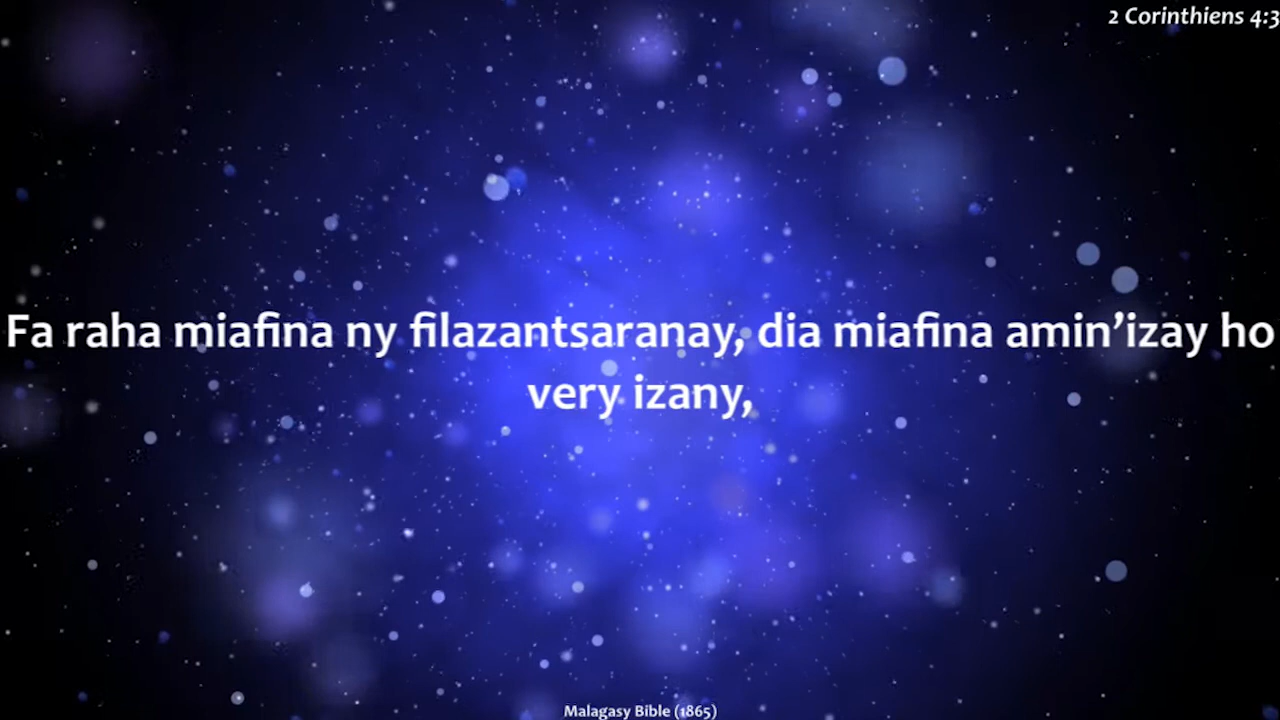 2 Corinthiens 4:3
Fa raha miafina ny filazantsaranay, dia miafina amin’izay ho
very izany,
Malagasy Bible (1865)